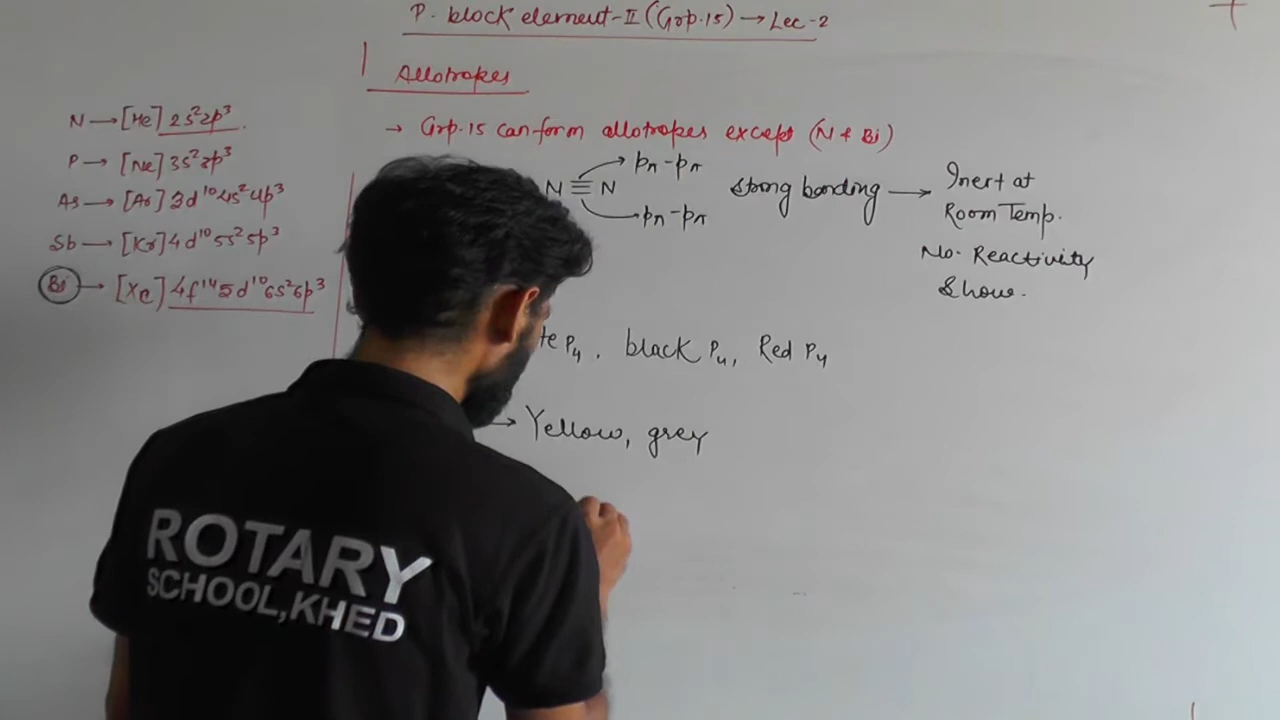 P. block element-II (Grp.15) → Lec-2
Allotropes
→ Grp.15 can form allotropes except (N & Bi)
N → [He] 2s²2p³
P → [Ne] 3s²3p³
As → [Ar] 3d¹⁰4s²4p³
Sb → [Kr] 4d¹⁰5s²5p³
Bi → [Xe] 4f¹⁴5d¹⁰6s²6p³
pπ-pπ
N≡N
pπ-pπ
strong bonding → Inert at
Room Temp.
No. Reactivity
Show.
te P₄, black P₄, Red P₄
→ Yellow, grey
ROTARY
SCHOOL,KHED